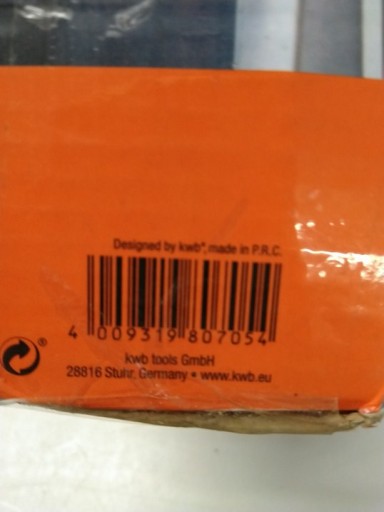 Designed by kwb®, made in P.R.C.
4 009319 807054
®
kwb tools GmbH
28816 Stuhr, Germany • www.kwb.eu